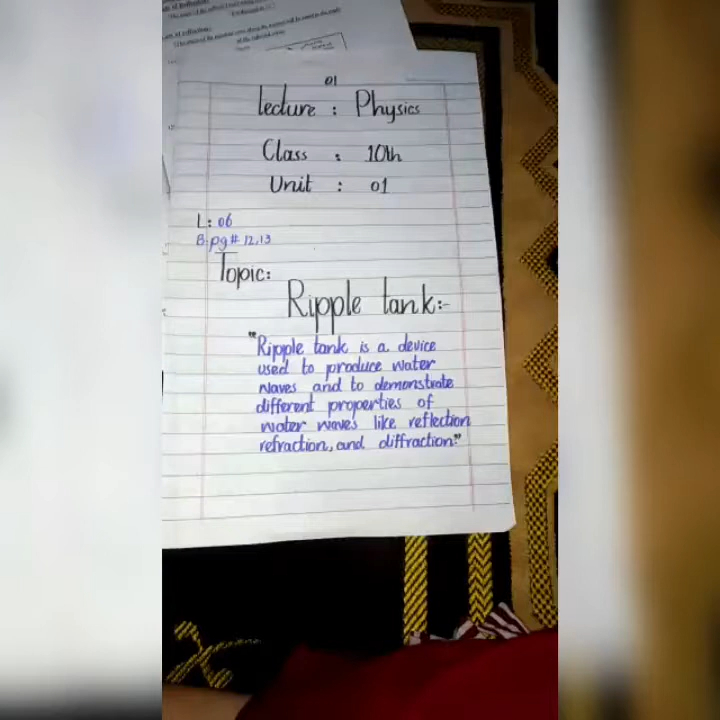 01
Lecture : Physics
Class : 10th
Unit : 01
L: 06
B: pg# 12,13
Topic:
Ripple tank:-
"Ripple tank is a device
used to produce water
waves and to demonstrate
different properties of
water waves like reflection
refraction, and diffraction."